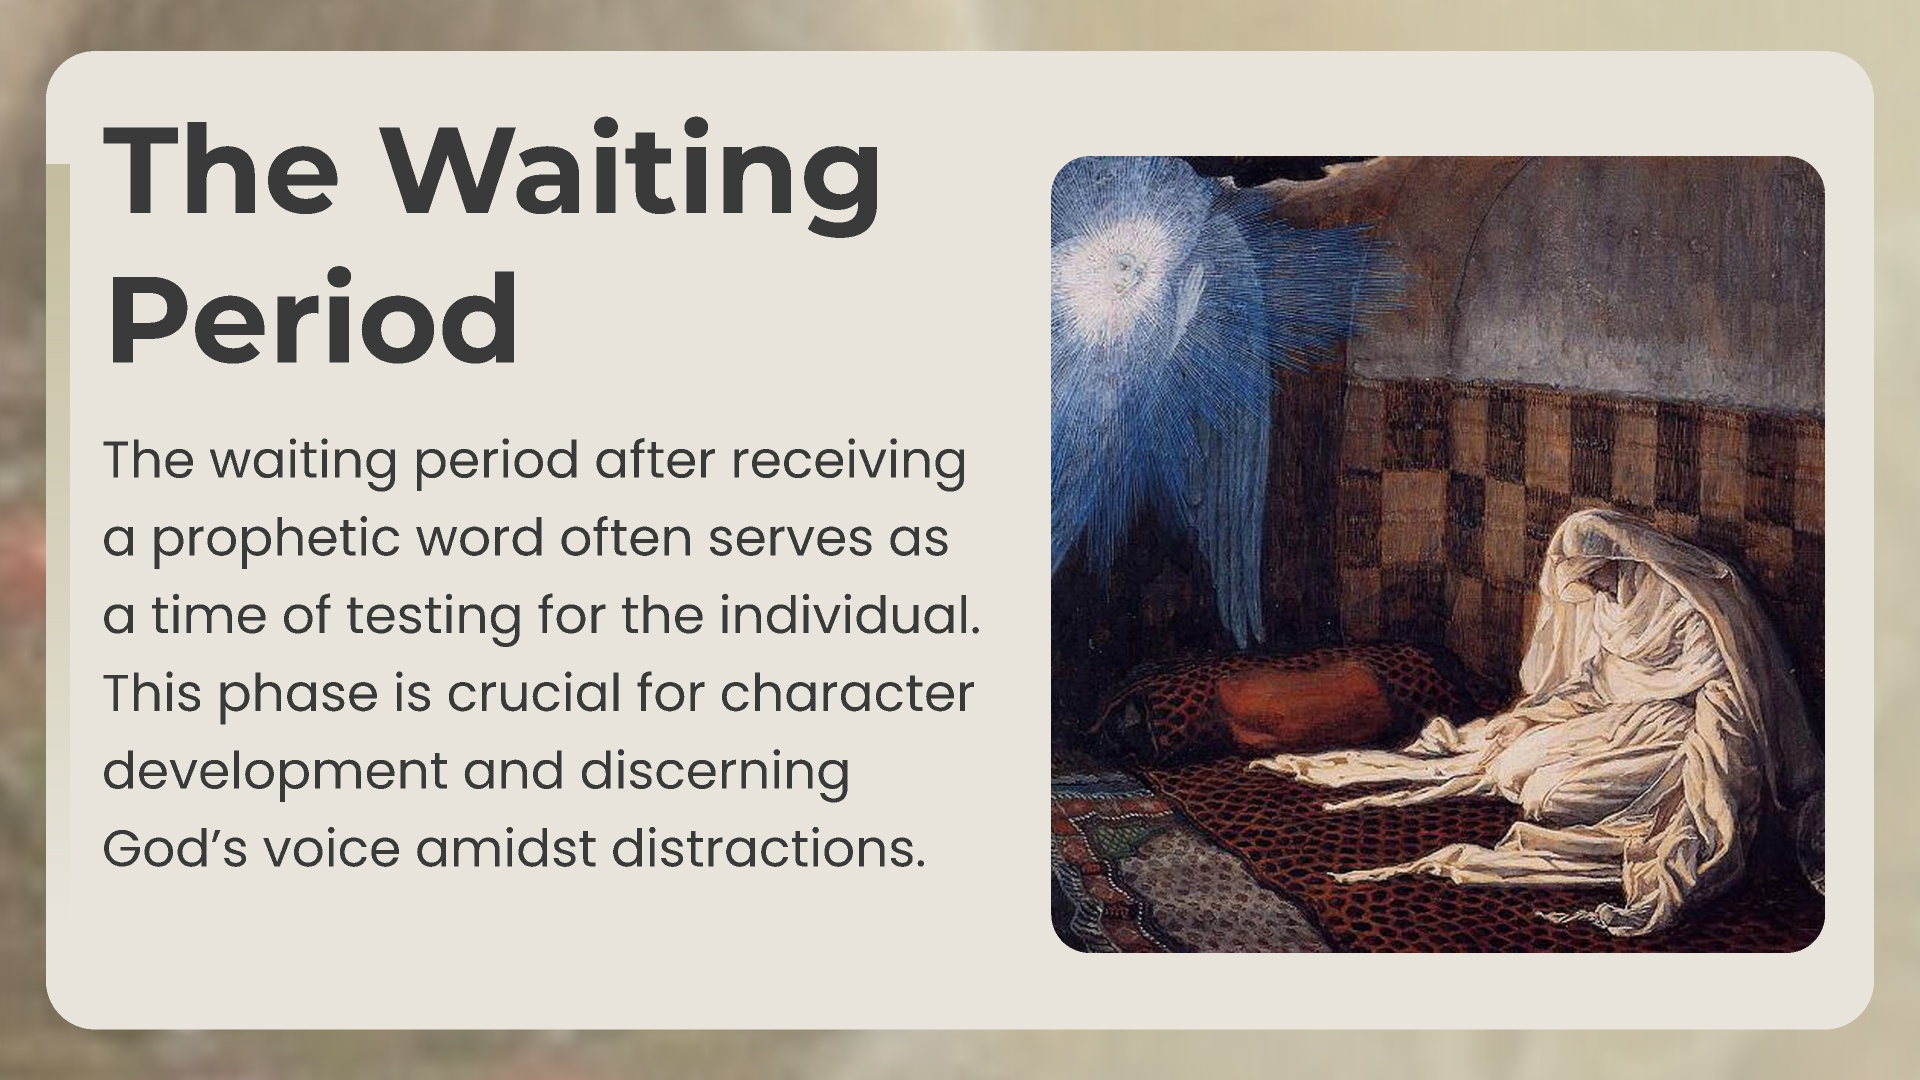 The Waiting
Period
The waiting period after receiving
a prophetic word often serves as
a time of testing for the individual.
This phase is crucial for character
development and discerning
God’s voice amidst distractions.